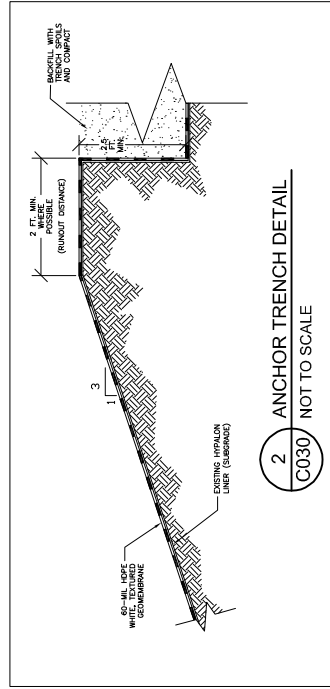 BACKFILL WITH
TRENCH SPOILS
AND COMPACT
2 FT. MIN.
WHERE
POSSIBLE
(RUNOUT DISTANCE)
2.5
FT.
MIN.
3
1
60-MIL HDPE
WHITE, TEXTURED
GEOMEMBRANE
EXISTING HYPALON
LINER (SUBGRADE)
2
C030
ANCHOR TRENCH DETAIL
NOT TO SCALE